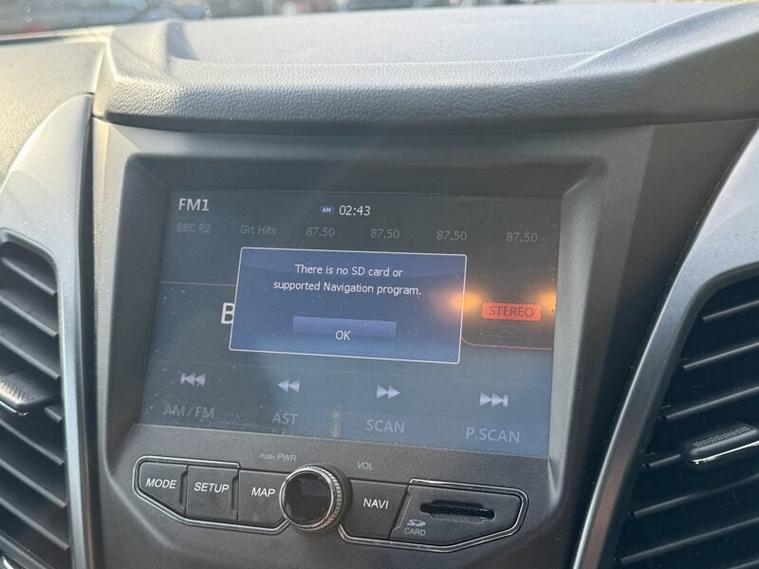 FM1
AM 02:43
BBC R2 Girt Hits 87.50 87.50 87.50 87.50
There is no SD card or
supported Navigation program.
OK
B
STEREO
AM/FM AST SCAN P.SCAN
PUSH PWR VOL
MODE SETUP MAP NAVI
SD
CARD